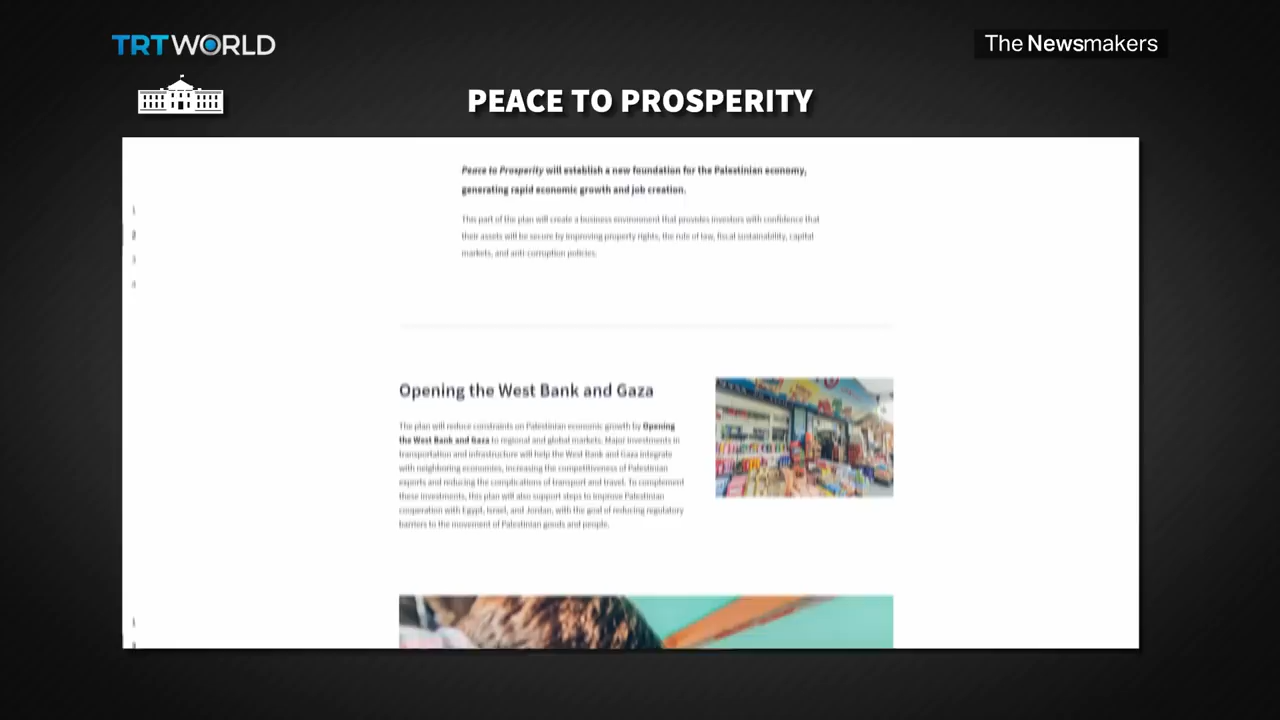 TRT WORLD
The Newsmakers
PEACE TO PROSPERITY
Peace to Prosperity will establish a new foundation for the Palestinian economy,
generating rapid economic growth and job creation.
This part of the plan will create a business environment that provides investors with confidence that
their assets will be secure by improving property rights, the rule of law, fiscal sustainability, capital
markets, and anti-corruption policies.
1
2
3
4
Opening the West Bank and Gaza
The plan will reduce constraints on Palestinian economic growth by Opening
the West Bank and Gaza to regional and global markets. Major investments in
transportation and infrastructure will help the West Bank and Gaza integrate
with neighboring economies, increasing the competitiveness of Palestinian
exports and reducing the complications of transport and travel. To complement
these investments, this plan will also support steps to improve Palestinian
cooperation with Egypt, Israel, and Jordan, with the goal of reducing regulatory
barriers to the movement of Palestinian goods and people.
1